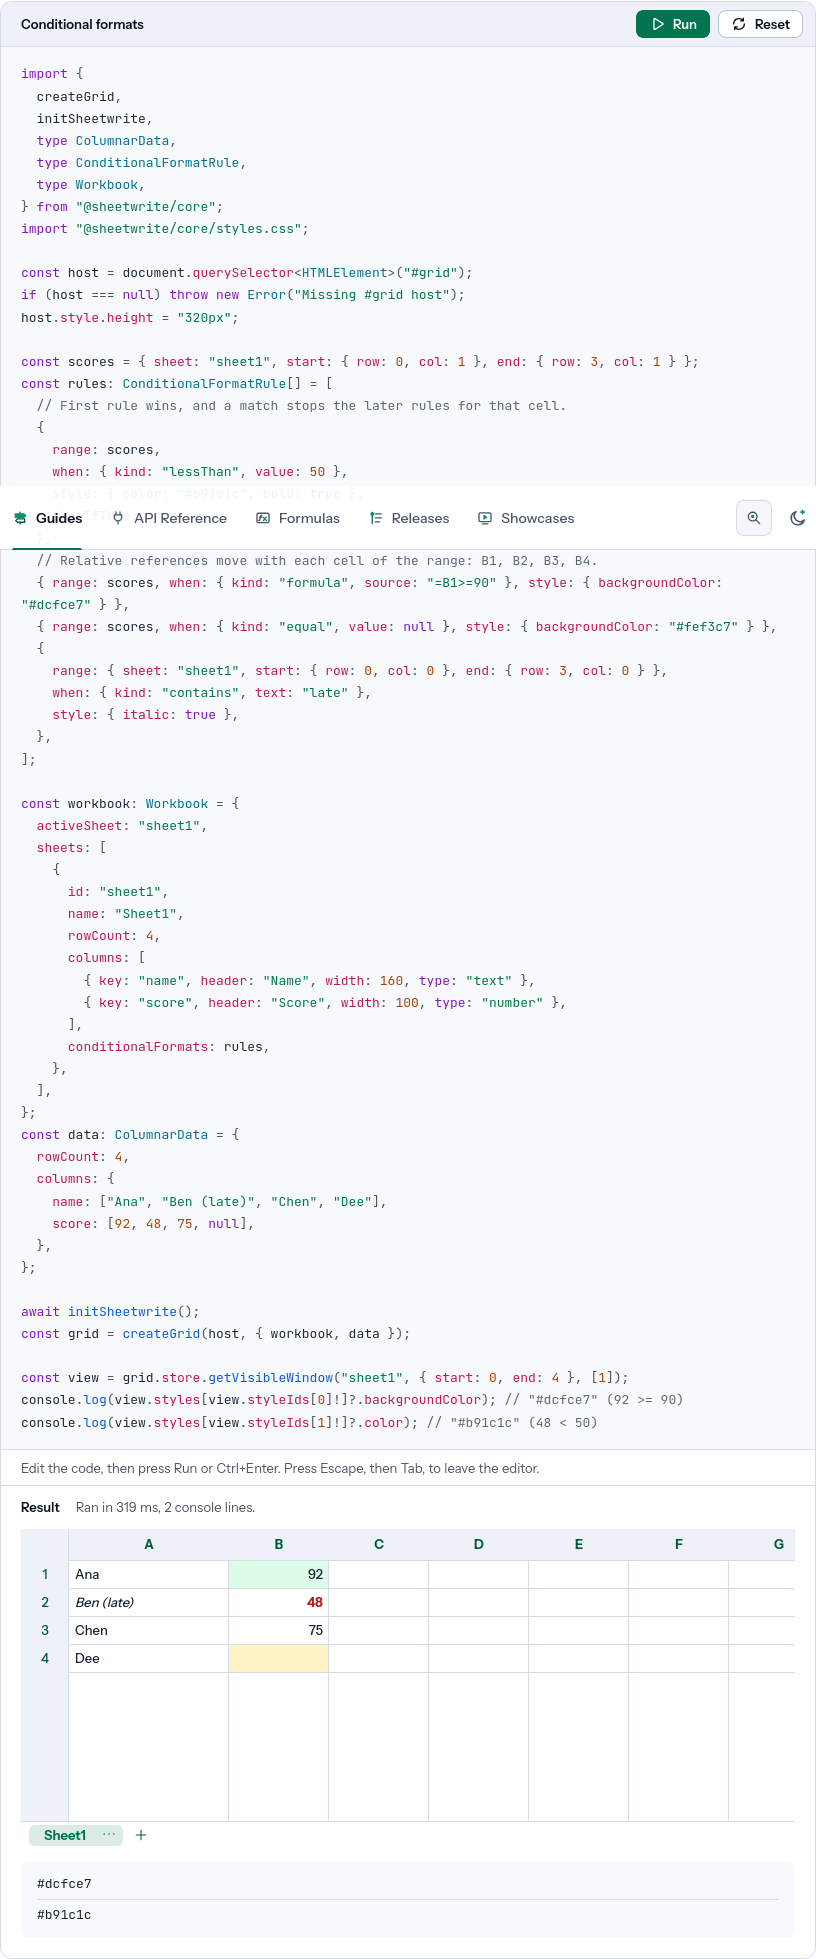 Conditional formats
Run
Reset
import {
  createGrid,
  initSheetwrite,
  type ColumnarData,
  type ConditionalFormatRule,
  type Workbook,
} from "@sheetwrite/core";
import "@sheetwrite/core/styles.css";
const host = document.querySelector<HTMLElement>("#grid");
if (host === null) throw new Error("Missing #grid host");
host.style.height = "320px";
const scores = { sheet: "sheet1", start: { row: 0, col: 1 }, end: { row: 3, col: 1 } };
const rules: ConditionalFormatRule[] = [
  // First rule wins, and a match stops the later rules for that cell.
  {
    range: scores,
    when: { kind: "lessThan", value: 50 },
    style: { color: "#b91c1c", bold: true },
Guides
API Reference
Formulas
Releases
Showcases
  // Relative references move with each cell of the range: B1, B2, B3, B4.
  { range: scores, when: { kind: "formula", source: "=B1>=90" }, style: { backgroundColor:
"#dcfce7" } },
  { range: scores, when: { kind: "equal", value: null }, style: { backgroundColor: "#fef3c7" } },
  {
    range: { sheet: "sheet1", start: { row: 0, col: 0 }, end: { row: 3, col: 0 } },
    when: { kind: "contains", text: "late" },
    style: { italic: true },
  },
];
const workbook: Workbook = {
  activeSheet: "sheet1",
  sheets: [
    {
      id: "sheet1",
      name: "Sheet1",
      rowCount: 4,
      columns: [
        { key: "name", header: "Name", width: 160, type: "text" },
        { key: "score", header: "Score", width: 100, type: "number" },
      ],
      conditionalFormats: rules,
    },
  ],
};
const data: ColumnarData = {
  rowCount: 4,
  columns: {
    name: ["Ana", "Ben (late)", "Chen", "Dee"],
    score: [92, 48, 75, null],
  },
};
await initSheetwrite();
const grid = createGrid(host, { workbook, data });
const view = grid.store.getVisibleWindow("sheet1", { start: 0, end: 4 }, [1]);
console.log(view.styles[view.styleIds[0]!]?.backgroundColor); // "#dcfce7" (92 >= 90)
console.log(view.styles[view.styleIds[1]!]?.color); // "#b91c1c" (48 < 50)
Edit the code, then press Run or Ctrl+Enter. Press Escape, then Tab, to leave the editor.
Result Ran in 319 ms, 2 console lines.
A B C D E F G
1 Ana 92
2 Ben (late) 48
3 Chen 75
4 Dee
Sheet1 ··· +
#dcfce7
#b91c1c